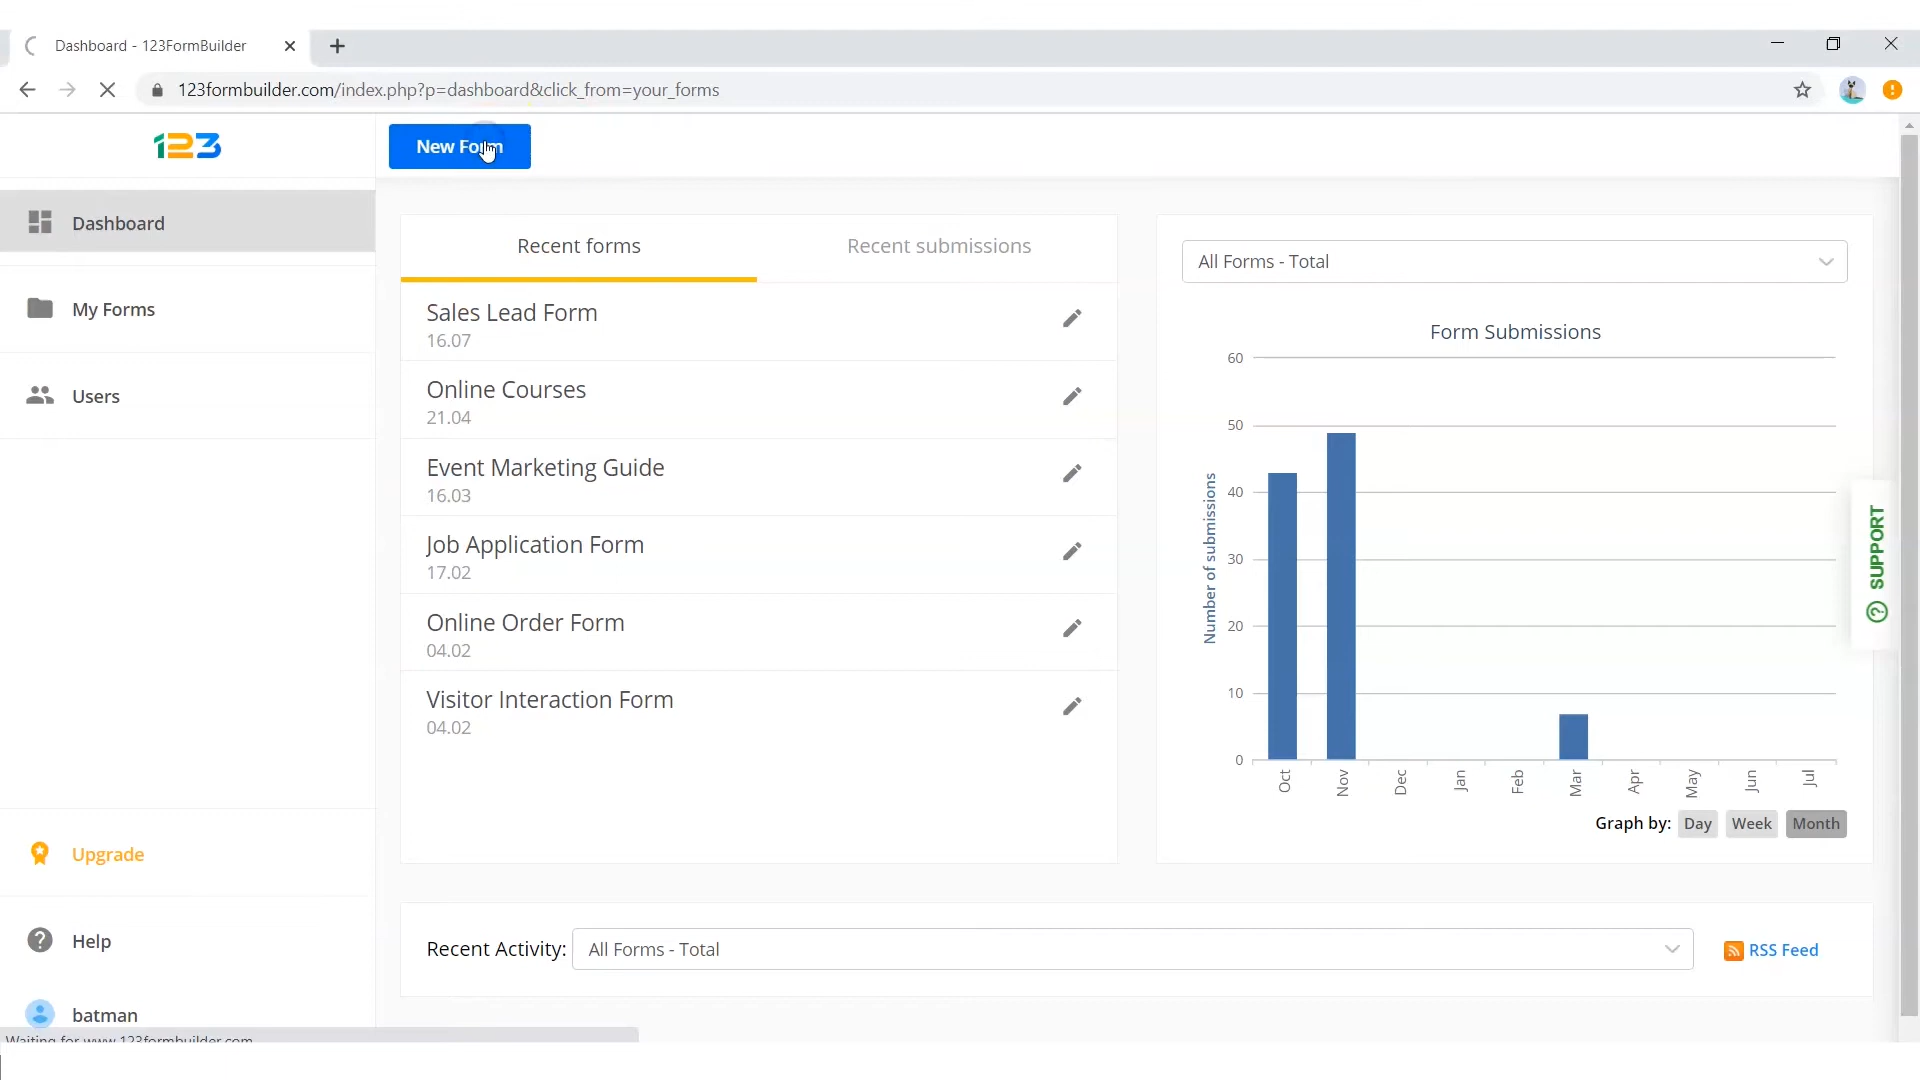 Dashboard - 123FormBuilder
123formbuilder.com/index.php?p=dashboard&click_from=your_forms
123
New Form
Dashboard
My Forms
Users
Upgrade
Help
batman
Waiting for www.123formbuilder.com
Recent forms
Recent submissions
Sales Lead Form
16.07
Online Courses
21.04
Event Marketing Guide
16.03
Job Application Form
17.02
Online Order Form
04.02
Visitor Interaction Form
04.02
All Forms - Total
Form Submissions
Number of submissions
60
50
40
30
20
10
0
Oct
Nov
Dec
Jan
Feb
Mar
Apr
May
Jun
Jul
Graph by: Day Week Month
SUPPORT
Recent Activity: All Forms - Total
RSS Feed